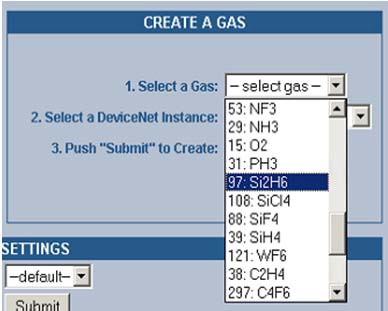 CREATE A GAS
1. Select a Gas: – select gas –
2. Select a DeviceNet Instance:
3. Push "Submit" to Create:
53: NF3
29: NH3
15: O2
31: PH3
97: Si2H6
108: SiCl4
88: SiF4
39: SiH4
121: WF6
38: C2H4
297: C4F6
SETTINGS
–default–
Submit